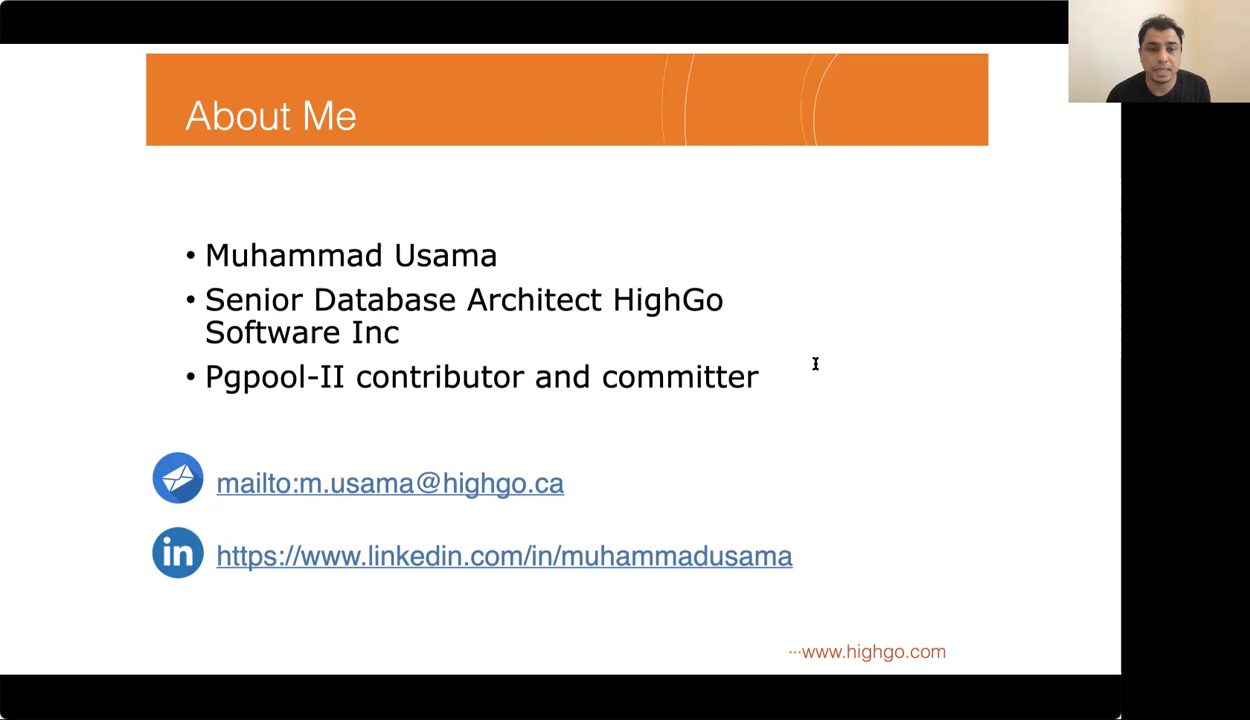 About Me
• Muhammad Usama
• Senior Database Architect HighGo
Software Inc
• Pgpool-II contributor and committer
mailto:m.usama@highgo.ca
in https://www.linkedin.com/in/muhammadusama
···www.highgo.com